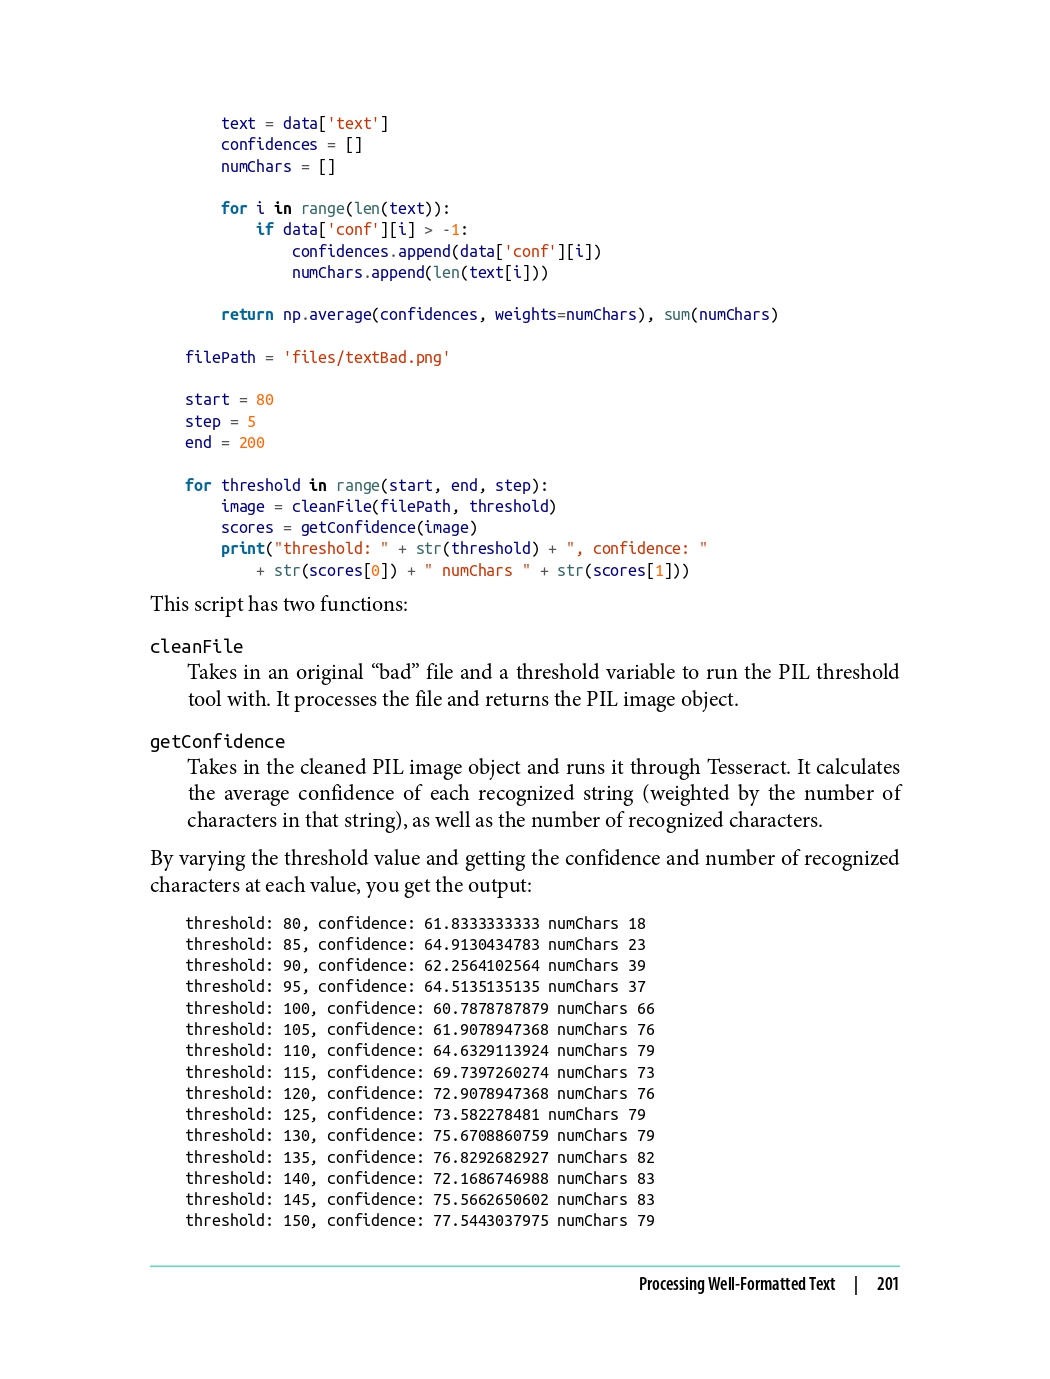 text = data['text']
confidences = []
numChars = []
for i in range(len(text)):
if data['conf'][i] > -1:
confidences.append(data['conf'][i])
numChars.append(len(text[i]))
return np.average(confidences, weights=numChars), sum(numChars)
filePath = 'files/textBad.png'
start = 80
step = 5
end = 200
for threshold in range(start, end, step):
image = cleanFile(filePath, threshold)
scores = getConfidence(image)
print("threshold: " + str(threshold) + ", confidence: "
+ str(scores[0]) + " numChars " + str(scores[1]))
This script has two functions:
cleanFile
Takes in an original “bad” file and a threshold variable to run the PIL threshold
tool with. It processes the file and returns the PIL image object.
getConfidence
Takes in the cleaned PIL image object and runs it through Tesseract. It calculates
the average confidence of each recognized string (weighted by the number of
characters in that string), as well as the number of recognized characters.
By varying the threshold value and getting the confidence and number of recognized
characters at each value, you get the output:
threshold: 80, confidence: 61.8333333333 numChars 18
threshold: 85, confidence: 64.9130434783 numChars 23
threshold: 90, confidence: 62.2564102564 numChars 39
threshold: 95, confidence: 64.5135135135 numChars 37
threshold: 100, confidence: 60.7878787879 numChars 66
threshold: 105, confidence: 61.9078947368 numChars 76
threshold: 110, confidence: 64.6329113924 numChars 79
threshold: 115, confidence: 69.7397260274 numChars 73
threshold: 120, confidence: 72.9078947368 numChars 76
threshold: 125, confidence: 73.582278481 numChars 79
threshold: 130, confidence: 75.6708860759 numChars 79
threshold: 135, confidence: 76.8292682927 numChars 82
threshold: 140, confidence: 72.1686746988 numChars 83
threshold: 145, confidence: 75.5662650602 numChars 83
threshold: 150, confidence: 77.5443037975 numChars 79
Processing Well-Formatted Text | 201